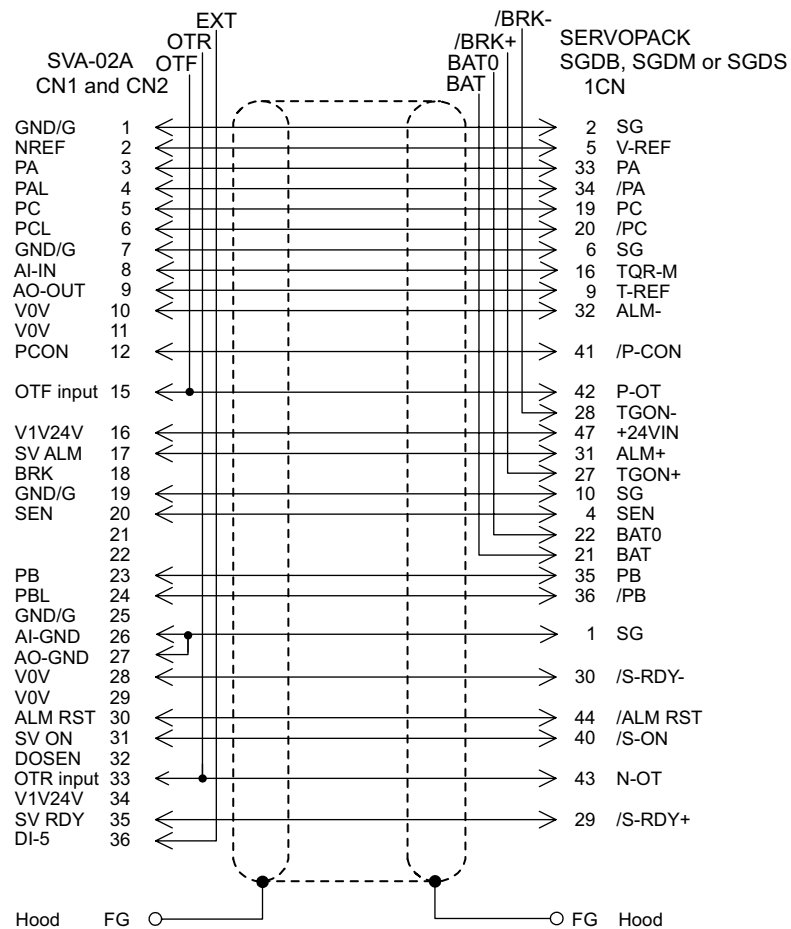 EXT /BRK-
OTR /BRK+ SERVOPACK
SVA-02A OTF BAT0 SGDB, SGDM or SGDS
CN1 and CN2 BAT 1CN
GND/G 1 2 SG
NREF 2 5 V-REF
PA 3 33 PA
PAL 4 34 /PA
PC 5 19 PC
PCL 6 20 /PC
GND/G 7 6 SG
AI-IN 8 16 TQR-M
AO-OUT 9 9 T-REF
V0V 10 32 ALM-
V0V 11
PCON 12 41 /P-CON
OTF input 15 42 P-OT
28 TGON-
V1V24V 16 47 +24VIN
SV ALM 17 31 ALM+
BRK 18 27 TGON+
GND/G 19 10 SG
SEN 20 4 SEN
21 22 BAT0
22 21 BAT
PB 23 35 PB
PBL 24 36 /PB
GND/G 25
AI-GND 26 1 SG
AO-GND 27
V0V 28 30 /S-RDY-
V0V 29
ALM RST 30 44 /ALM RST
SV ON 31 40 /S-ON
DOSEN 32
OTR input 33 43 N-OT
V1V24V 34
SV RDY 35 29 /S-RDY+
DI-5 36
Hood FG FG Hood